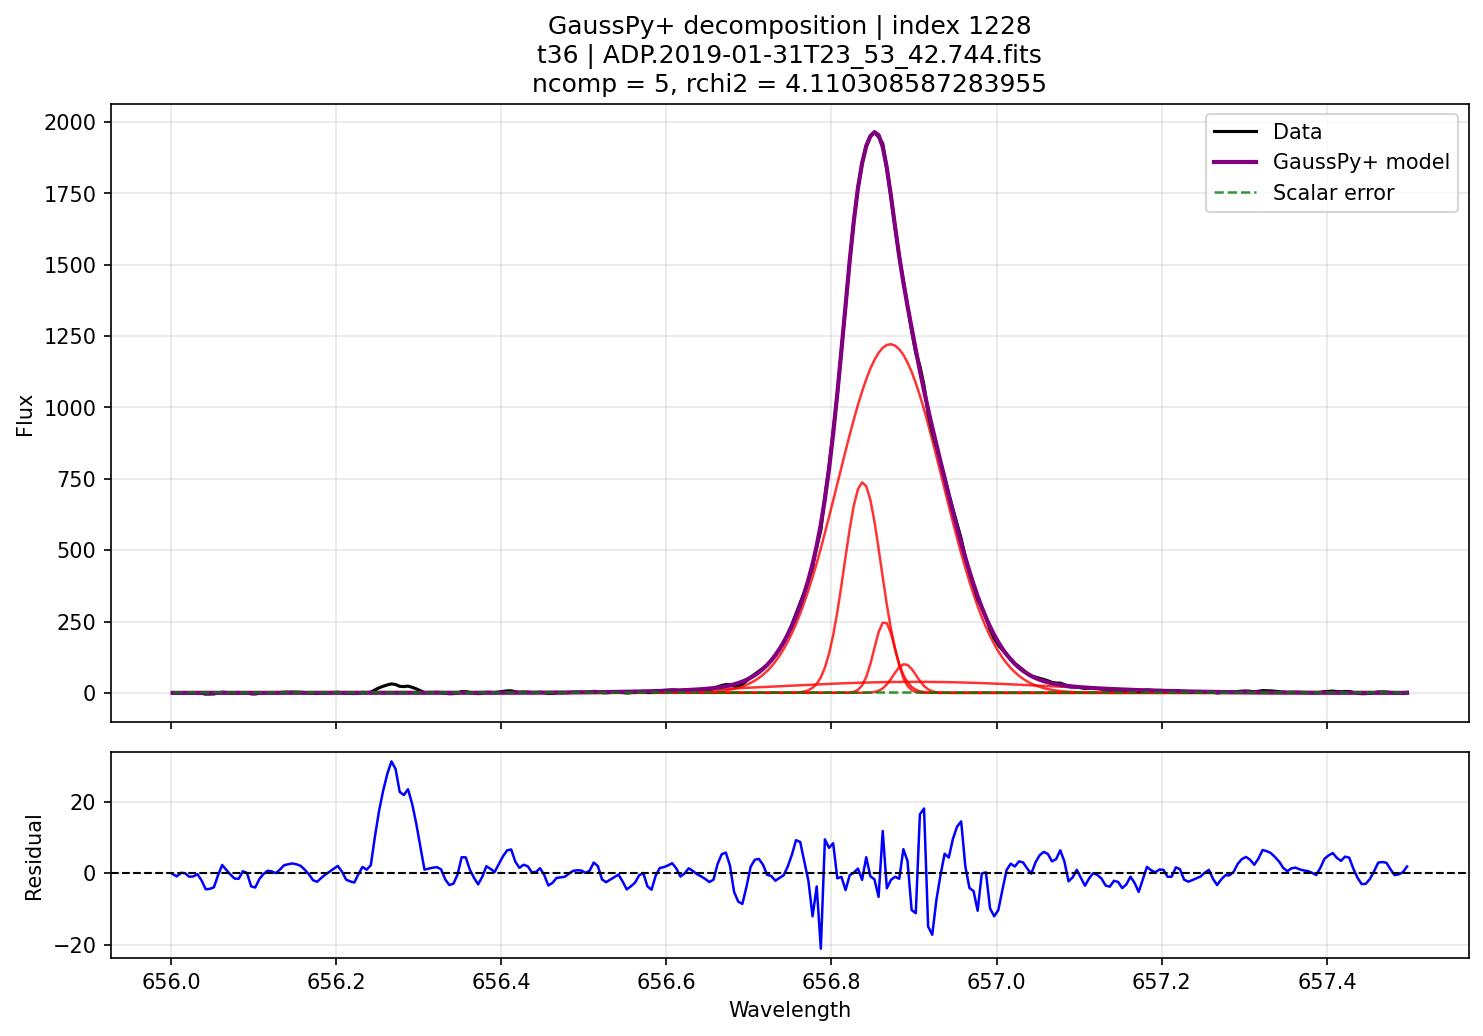 GaussPy+ decomposition | index 1228
t36 | ADP.2019-01-31T23_53_42.744.fits
ncomp = 5, rchi2 = 4.110308587283955
Data
GaussPy+ model
Scalar error
Flux
2000
1750
1500
1250
1000
750
500
250
0
Residual
20
0
−20
656.0
656.2
656.4
656.6
656.8
657.0
657.2
657.4
Wavelength